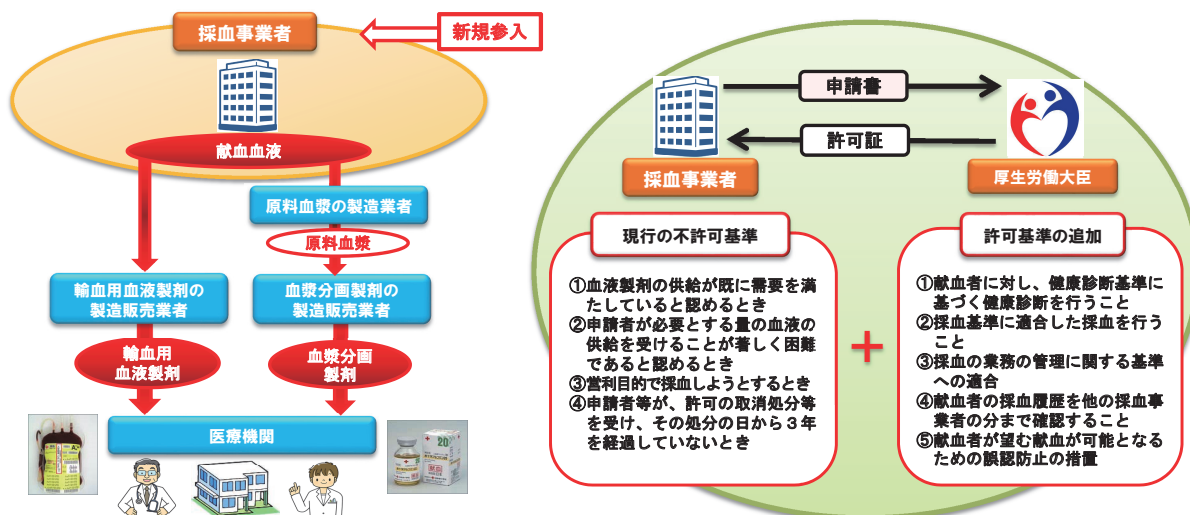 採血事業者
新規参入
献血血液
原料血漿の製造業者
原料血漿
輸血用血液製剤の
製造販売業者
血漿分画製剤の
製造販売業者
輸血用
血液製剤
血漿分画
製剤
医療機関
20
献血
申請書
許可証
採血事業者
厚生労働大臣
現行の不許可基準
①血液製剤の供給が既に需要を満
たしていると認めるとき
②申請者が必要とする量の血液の
供給を受けることが著しく困難
であると認めるとき
③営利目的で採血しようとするとき
④申請者等が、許可の取消処分等
を受け、その処分の日から３年
を経過していないとき
+
許可基準の追加
①献血者に対し、健康診断基準に
基づく健康診断を行うこと
②採血基準に適合した採血を行う
こと
③採血の業務の管理に関する基準
への適合
④献血者の採血履歴を他の採血事
業者の分まで確認すること
⑤献血者が望む献血が可能となる
ための誤認防止の措置